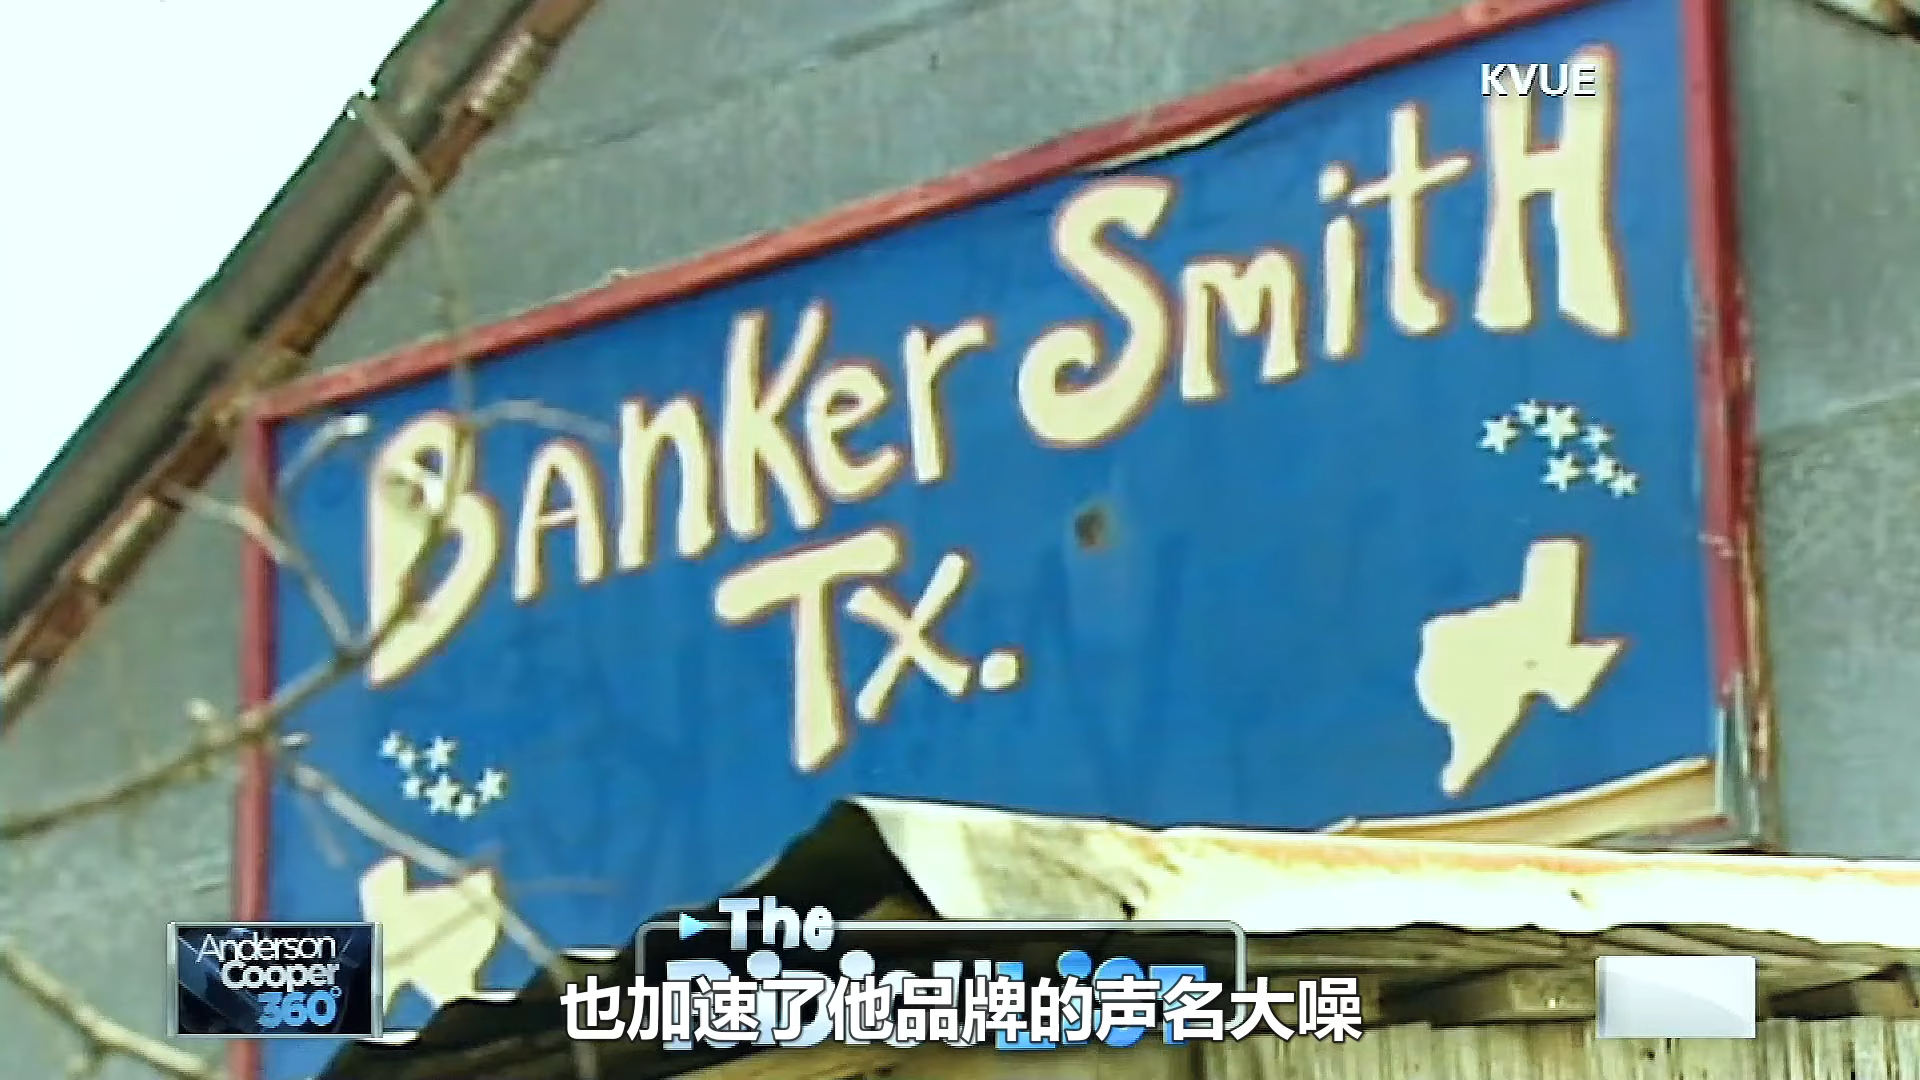 KVUE
BanKer SmitH
Tx.
Anderson
Cooper
360°
The
也加速了他品牌的声名大噪